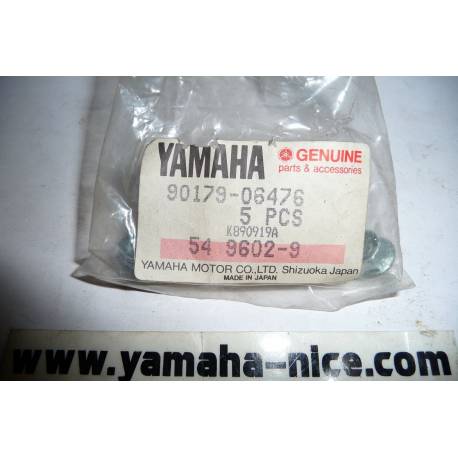 YAMAHA GENUINE
parts & accessories
90179-06476
5 PCS
K890919A
54 9602-9
YAMAHA MOTOR CO.,LTD. Shizuoka Japan
MADE IN JAPAN
www.yamaha-nice.com